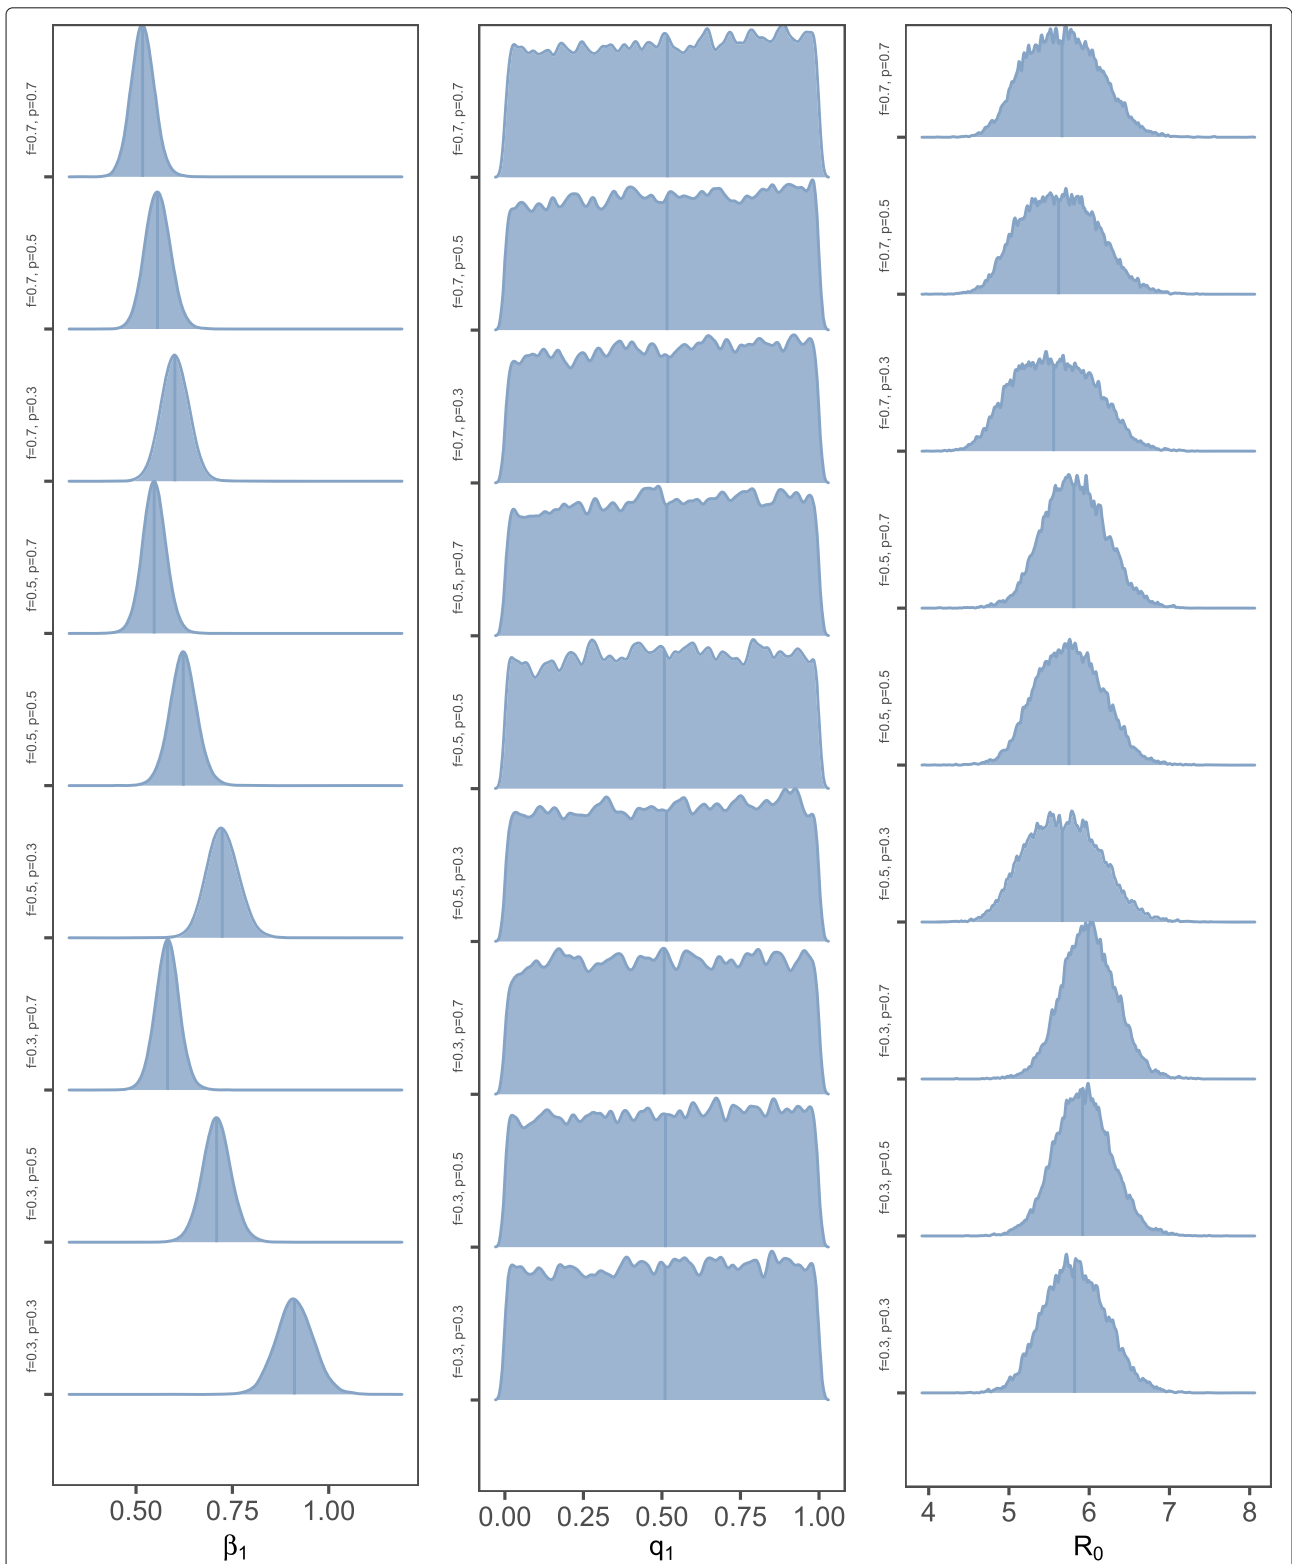 f=0.7, p=0.7
f=0.7, p=0.5
f=0.7, p=0.3
f=0.5, p=0.7
f=0.5, p=0.5
f=0.5, p=0.3
f=0.3, p=0.7
f=0.3, p=0.5
f=0.3, p=0.3
0.50 0.75 1.00
β₁
f=0.7, p=0.7
f=0.7, p=0.5
f=0.7, p=0.3
f=0.5, p=0.7
f=0.5, p=0.5
f=0.5, p=0.3
f=0.3, p=0.7
f=0.3, p=0.5
f=0.3, p=0.3
0.00 0.25 0.50 0.75 1.00
q₁
f=0.7, p=0.7
f=0.7, p=0.5
f=0.7, p=0.3
f=0.5, p=0.7
f=0.5, p=0.5
f=0.5, p=0.3
f=0.3, p=0.7
f=0.3, p=0.5
f=0.3, p=0.3
4 5 6 7 8
R₀